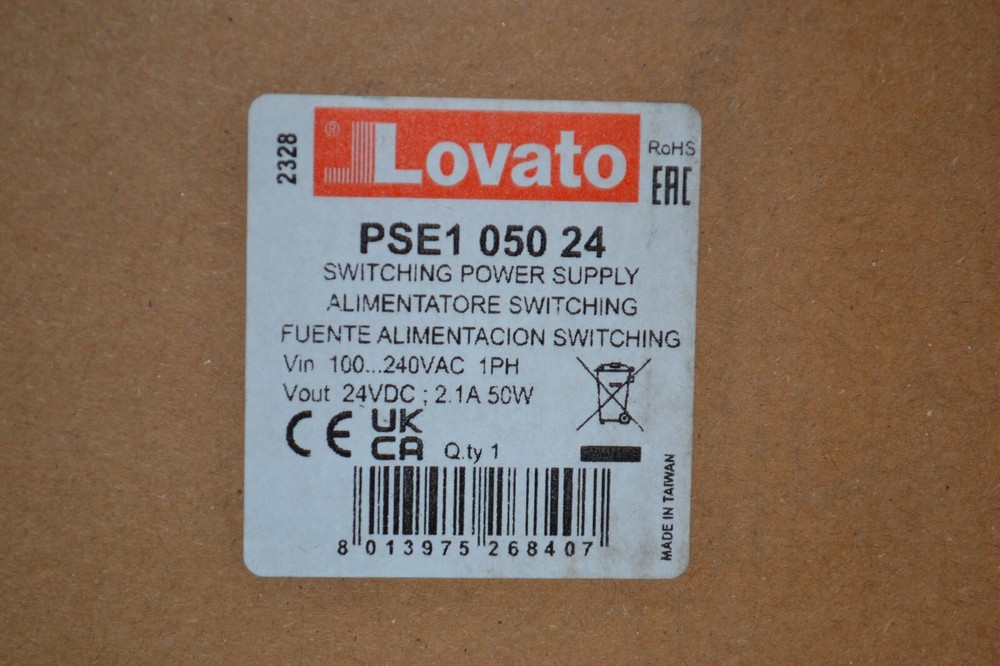 2328
® Lovato
RoHS
EAC
PSE1 050 24
SWITCHING POWER SUPPLY
ALIMENTATORE SWITCHING
FUENTE ALIMENTACION SWITCHING
Vin 100...240VAC 1PH
Vout 24VDC ; 2.1A 50W
CE UK
CA
Q.ty 1
MADE IN TAIWAN
8 013975 268407